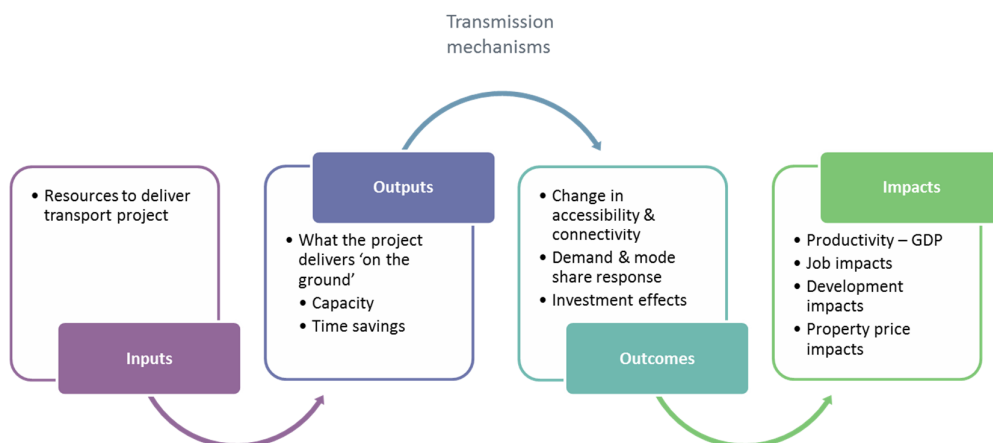 Transmission
mechanisms
• Resources to deliver
transport project
Inputs
Outputs
• What the project
delivers ‘on the
ground’
• Capacity
• Time savings
• Change in
accessibility &
connectivity
• Demand & mode
share response
• Investment effects
Outcomes
Impacts
• Productivity – GDP
• Job impacts
• Development
impacts
• Property price
impacts